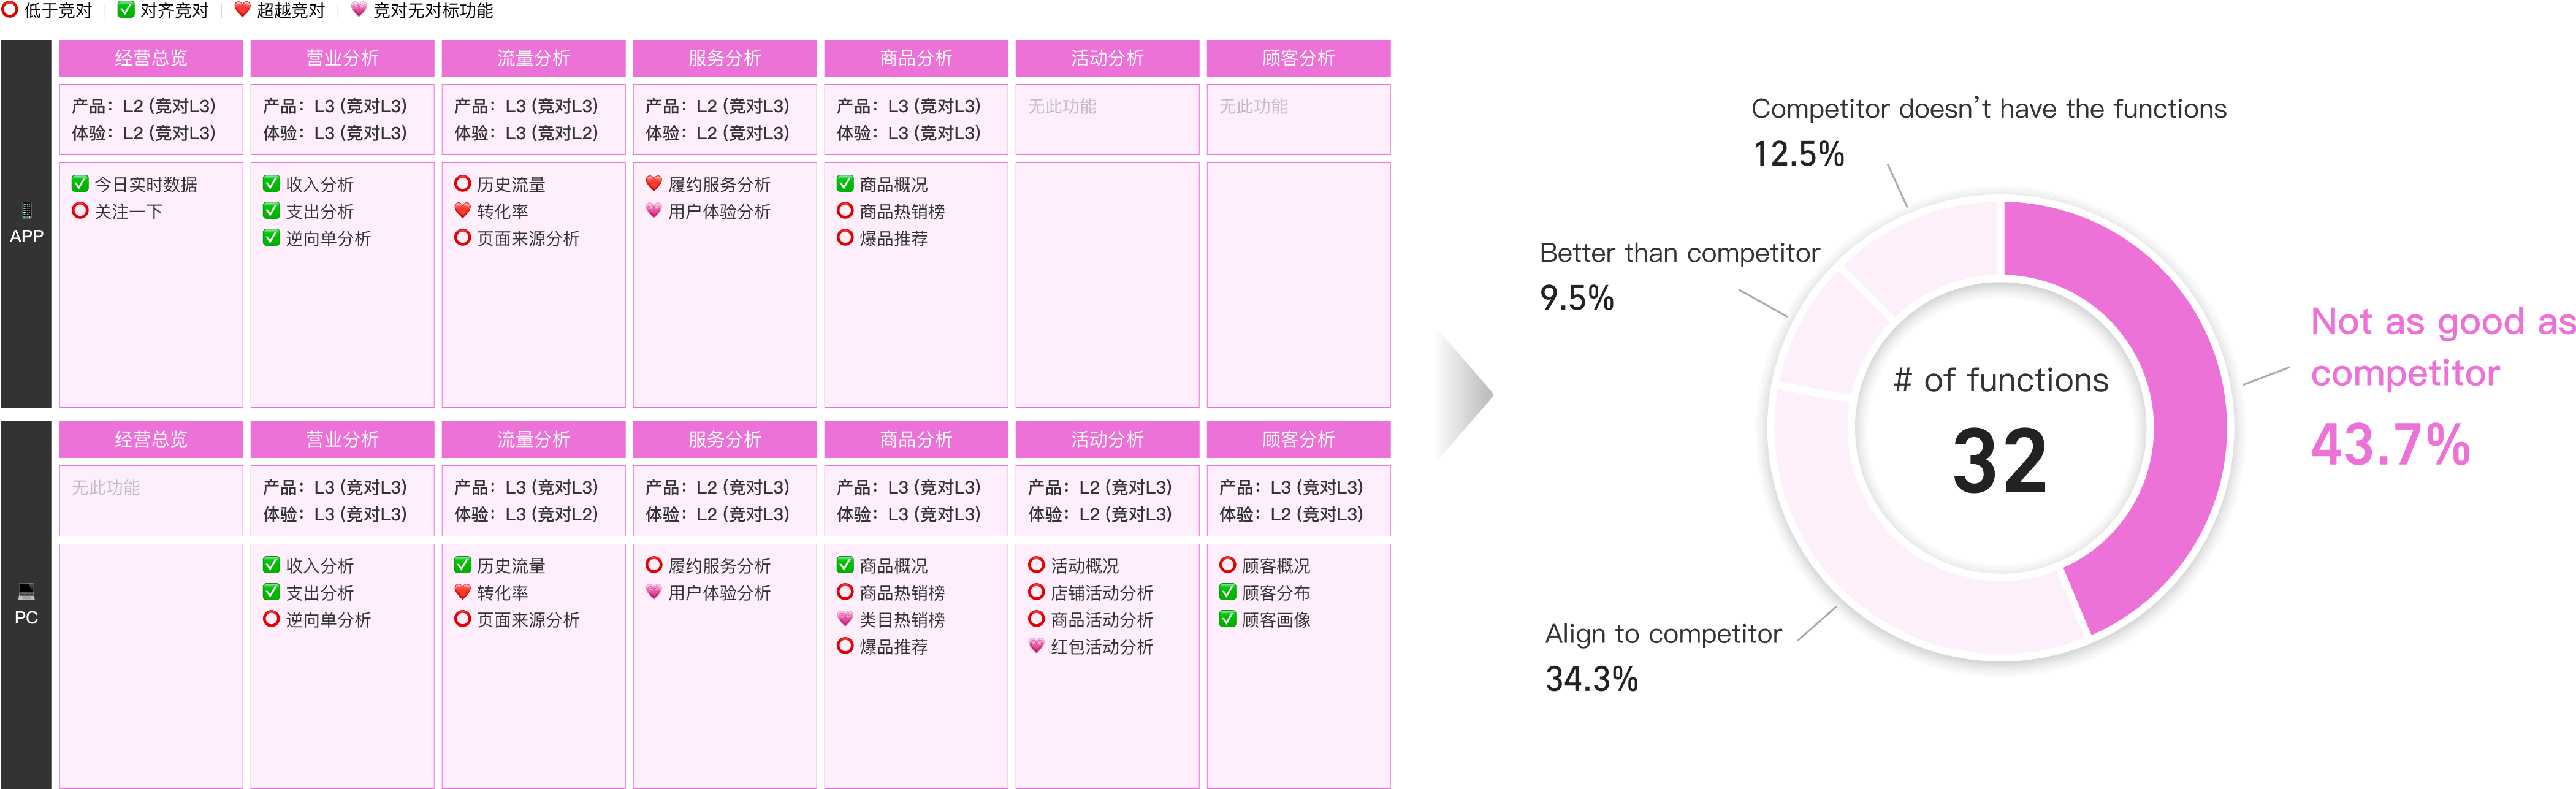 ⭕ 低于竞对 | ✅ 对齐竞对 | ❤️ 超越竞对 | 💗 竞对无对标功能
APP
经营总览
产品：L2 (竞对L3)
体验：L2 (竞对L3)
✅ 今日实时数据
⭕ 关注一下
营业分析
产品：L3 (竞对L3)
体验：L3 (竞对L3)
✅ 收入分析
✅ 支出分析
✅ 逆向单分析
流量分析
产品：L3 (竞对L3)
体验：L3 (竞对L2)
⭕ 历史流量
❤️ 转化率
⭕ 页面来源分析
服务分析
产品：L2 (竞对L3)
体验：L2 (竞对L3)
❤️ 履约服务分析
💗 用户体验分析
商品分析
产品：L3 (竞对L3)
体验：L3 (竞对L3)
✅ 商品概况
⭕ 商品热销榜
⭕ 爆品推荐
活动分析
无此功能
顾客分析
无此功能
PC
经营总览
无此功能
营业分析
产品：L3 (竞对L3)
体验：L3 (竞对L3)
✅ 收入分析
✅ 支出分析
⭕ 逆向单分析
流量分析
产品：L3 (竞对L3)
体验：L3 (竞对L2)
✅ 历史流量
❤️ 转化率
⭕ 页面来源分析
服务分析
产品：L2 (竞对L3)
体验：L2 (竞对L3)
⭕ 履约服务分析
💗 用户体验分析
商品分析
产品：L3 (竞对L3)
体验：L3 (竞对L3)
✅ 商品概况
⭕ 商品热销榜
💗 类目热销榜
⭕ 爆品推荐
活动分析
产品：L2 (竞对L3)
体验：L2 (竞对L3)
⭕ 活动概况
⭕ 店铺活动分析
⭕ 商品活动分析
💗 红包活动分析
顾客分析
产品：L3 (竞对L3)
体验：L2 (竞对L3)
⭕ 顾客概况
✅ 顾客分布
✅ 顾客画像
Competitor doesn't have the functions
12.5%
Better than competitor
9.5%
# of functions
32
Not as good as
competitor
43.7%
Align to competitor
34.3%